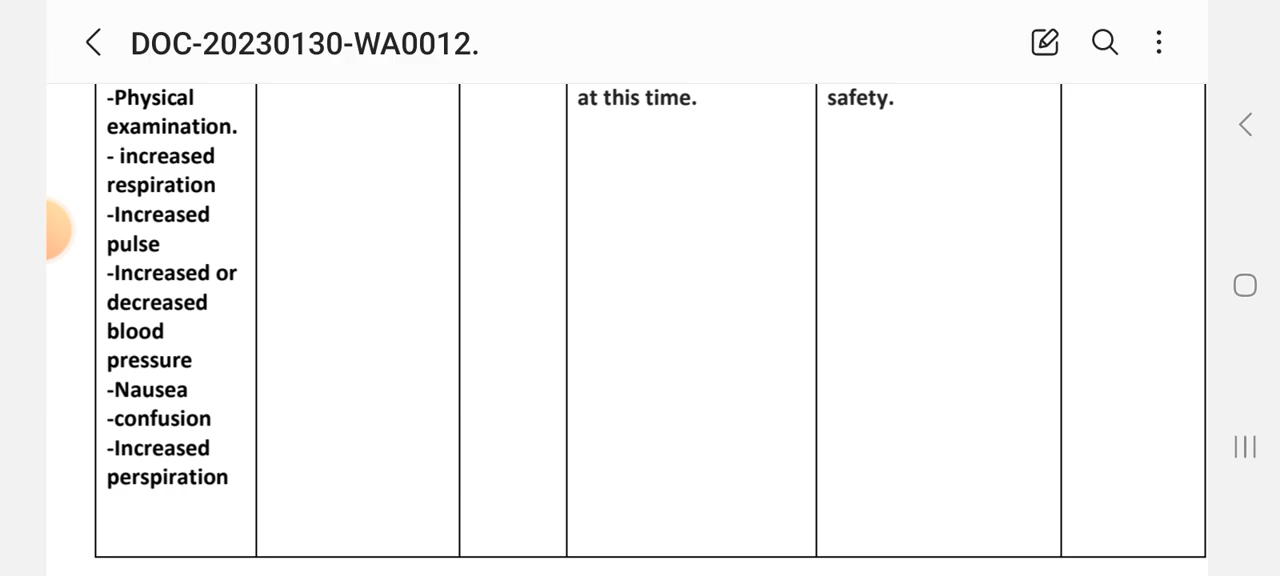 DOC-20230130-WA0012.
-Physical
examination.
- increased
respiration
-Increased
pulse
-Increased or
decreased
blood
pressure
-Nausea
-confusion
-Increased
perspiration
at this time.
safety.